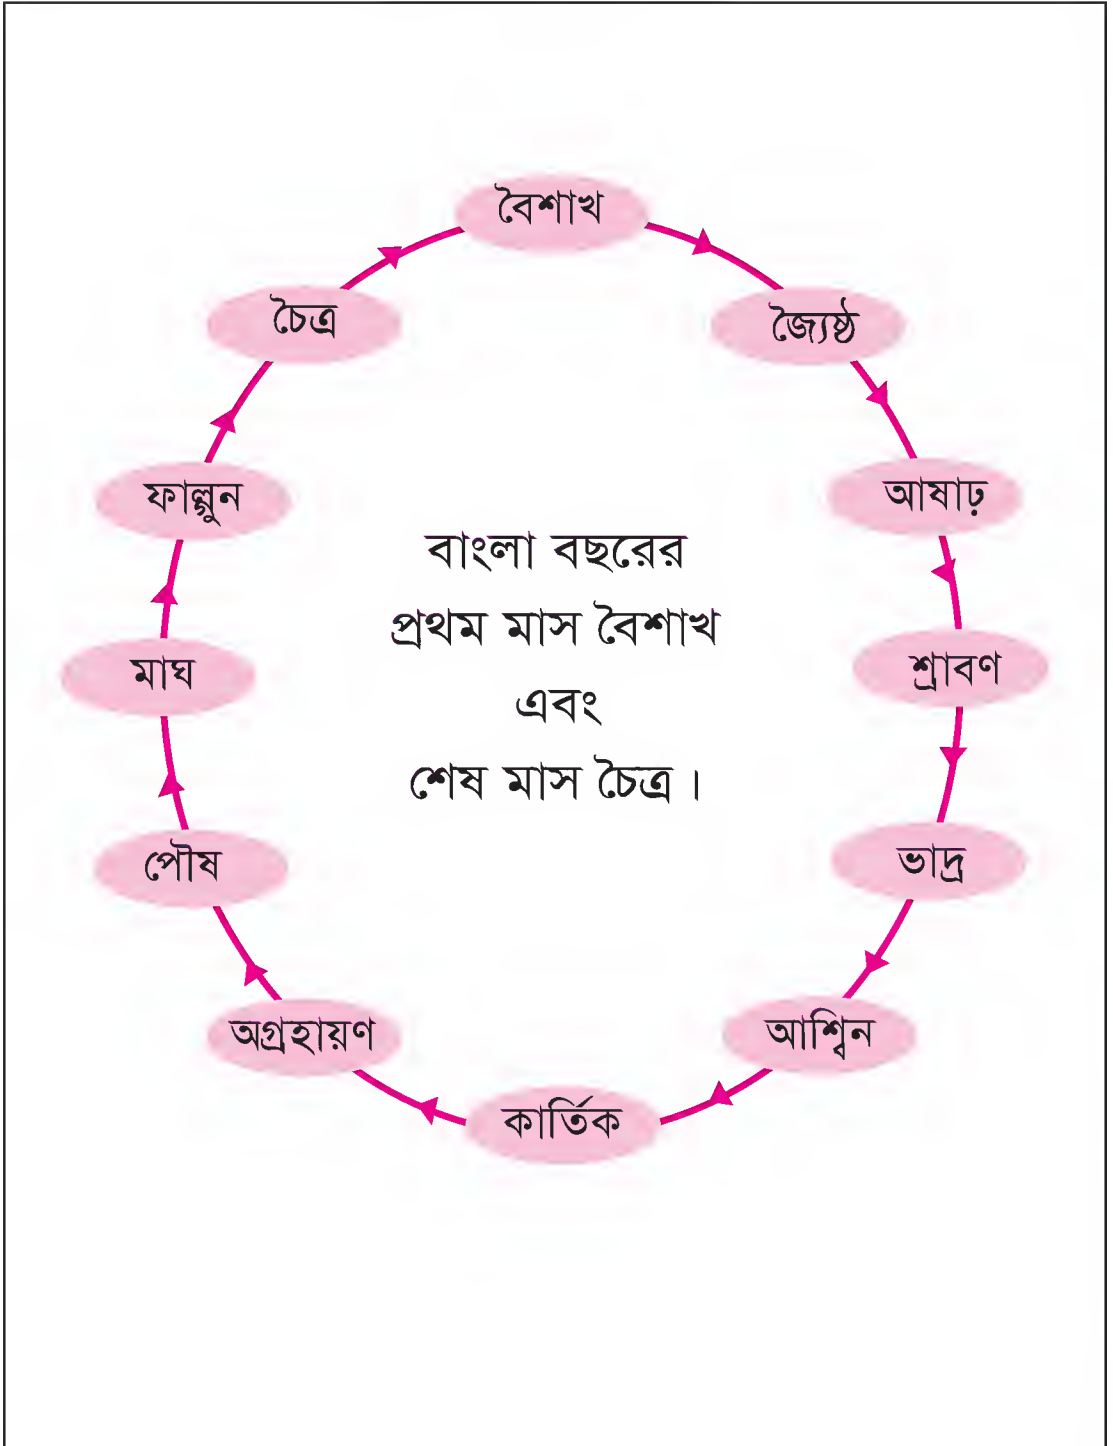 বৈশাখ
জ্যৈষ্ঠ
আষাঢ়
শ্রাবণ
ভাদ্র
আশ্বিন
কার্তিক
অগ্রহায়ণ
পৌষ
মাঘ
ফাল্গুন
চৈত্র
বাংলা বছরের
প্রথম মাস বৈশাখ
এবং
শেষ মাস চৈত্র।